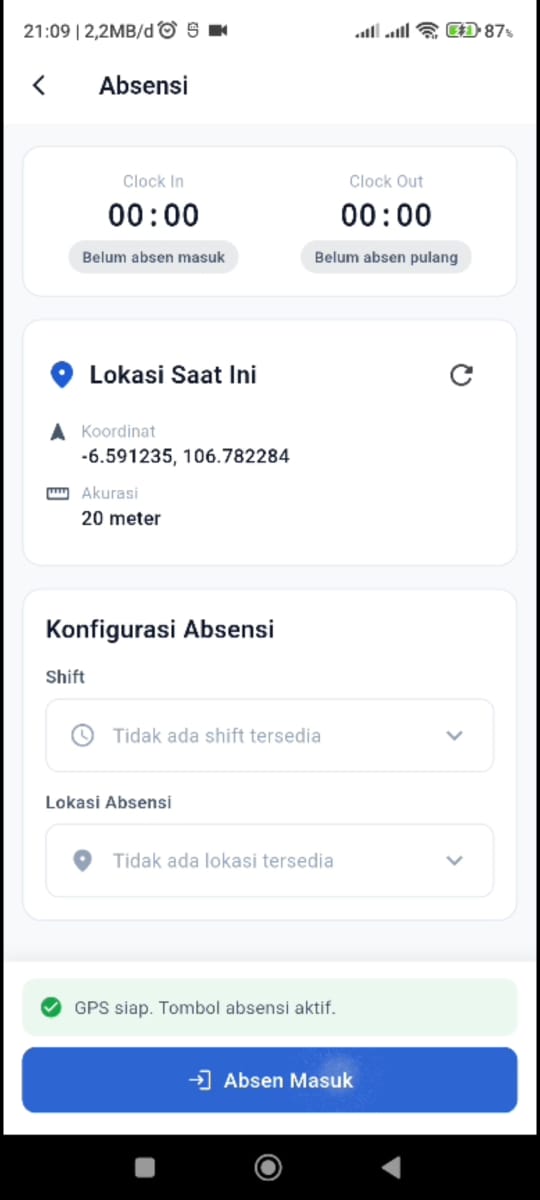 21:09 | 2,2MB/d
87%
Absensi
Clock In
Clock Out
00:00
00:00
Belum absen masuk
Belum absen pulang
Lokasi Saat Ini
Koordinat
-6.591235, 106.782284
Akurasi
20 meter
Konfigurasi Absensi
Shift
Tidak ada shift tersedia
Lokasi Absensi
Tidak ada lokasi tersedia
GPS siap. Tombol absensi aktif.
Absen Masuk